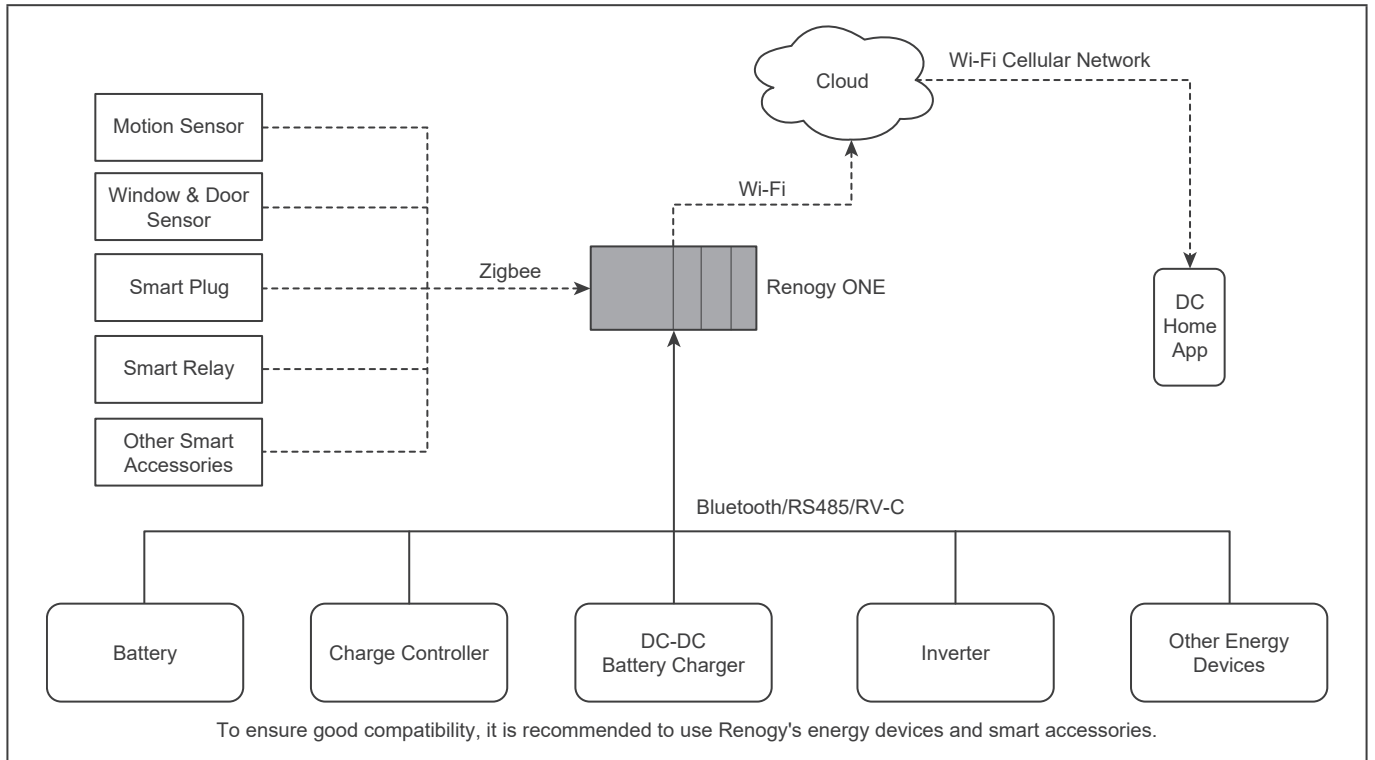 Cloud
Wi-Fi Cellular Network
Motion Sensor
Window & Door
Sensor
Wi-Fi
Smart Plug
Zigbee
Renogy ONE
DC
Home
App
Smart Relay
Other Smart
Accessories
Bluetooth/RS485/RV-C
Battery
Charge Controller
DC-DC
Battery Charger
Inverter
Other Energy
Devices
To ensure good compatibility, it is recommended to use Renogy's energy devices and smart accessories.